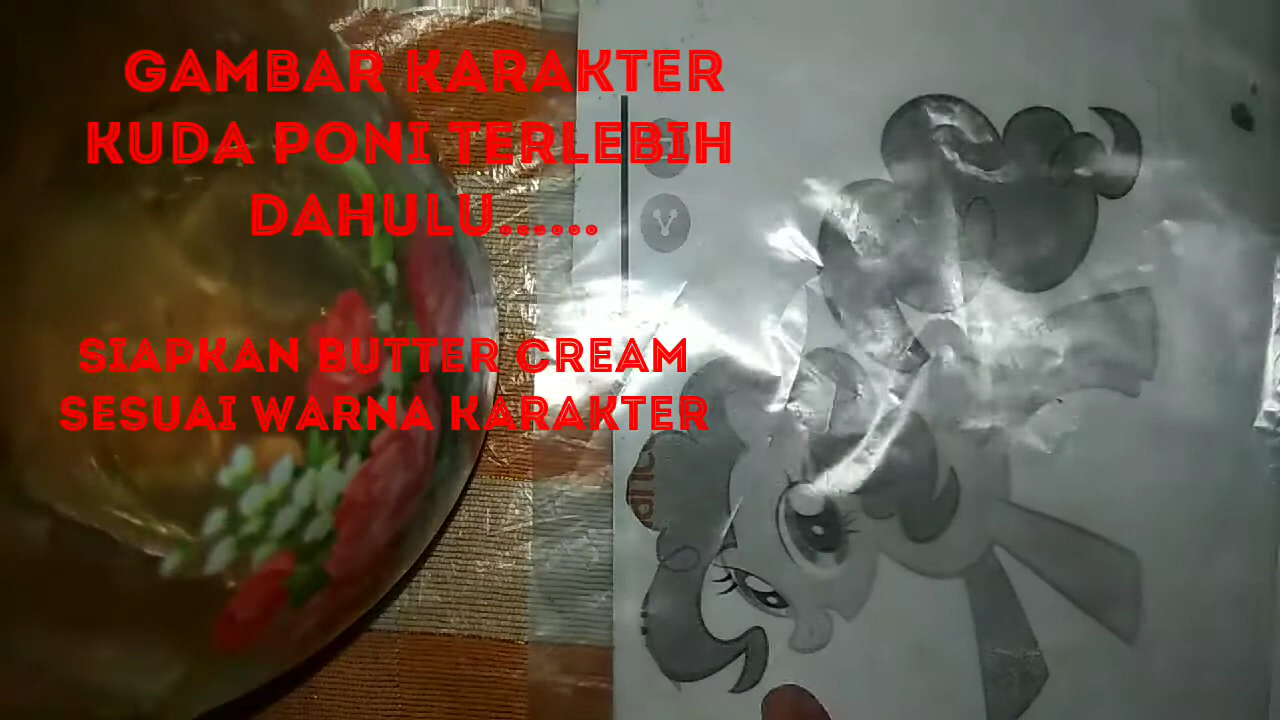 GAMBAR KARAKTER
KUDA PONI TERLEBIH
DAHULU......
SIAPKAN BUTTER CREAM
SESUAI WARNA KARAKTER